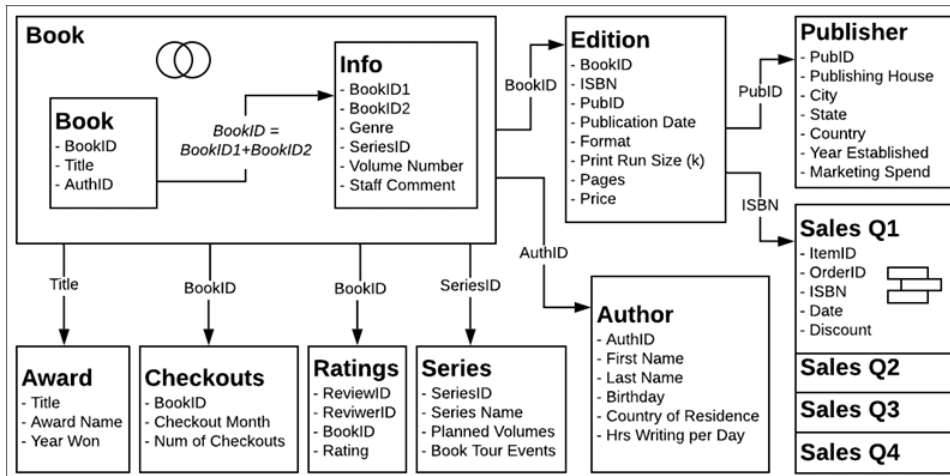 Book
Book
- BookID
- Title
- AuthID
BookID =
BookID1+BookID2
Info
- BookID1
- BookID2
- Genre
- SeriesID
- Volume Number
- Staff Comment
BookID
Edition
- BookID
- ISBN
- PubID
- Publication Date
- Format
- Print Run Size (k)
- Pages
- Price
PubID
Publisher
- PubID
- Publishing House
- City
- State
- Country
- Year Established
- Marketing Spend
ISBN
Sales Q1
- ItemID
- OrderID
- ISBN
- Date
- Discount
Sales Q2
Sales Q3
Sales Q4
Title
BookID
BookID
SeriesID
AuthID
Award
- Title
- Award Name
- Year Won
Checkouts
- BookID
- Checkout Month
- Num of Checkouts
Ratings
- ReviewID
- ReviwerID
- BookID
- Rating
Series
- SeriesID
- Series Name
- Planned Volumes
- Book Tour Events
Author
- AuthID
- First Name
- Last Name
- Birthday
- Country of Residence
- Hrs Writing per Day